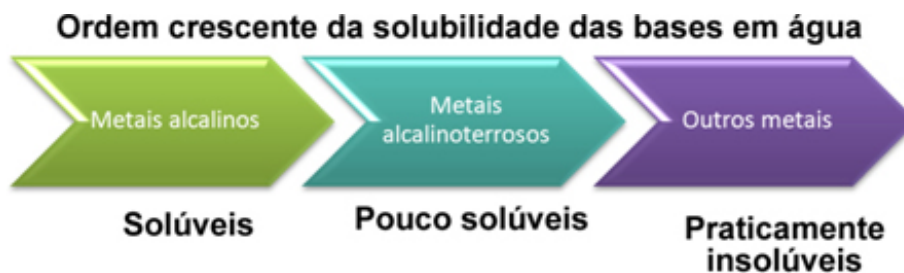 Ordem crescente da solubilidade das bases em água
Metais alcalinos
Metais
alcalinoterrosos
Outros metais
Solúveis
Pouco solúveis
Praticamente
insolúveis